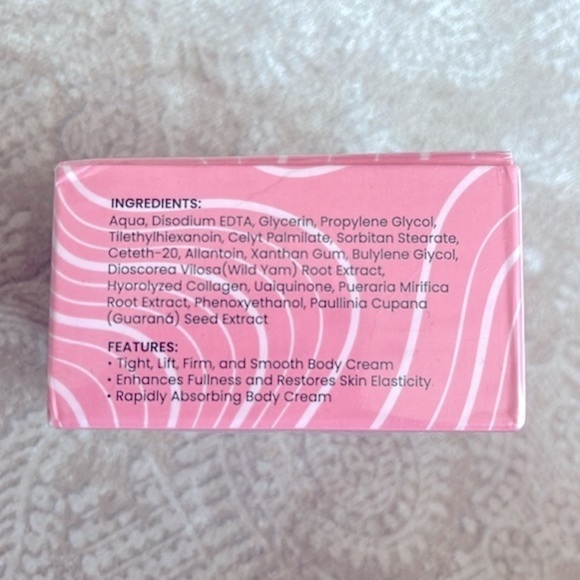 INGREDIENTS:
Aqua, Disodium EDTA, Glycerin, Propylene Glycol,
Tilethylhiexanoin, Celyt Palmilate, Sorbitan Stearate,
Ceteth-20, Allantoin, Xanthan Gum, Bulylene Glycol,
Dioscorea Vilosa(Wild Yam) Root Extract,
Hyorolyzed Collagen, Uaiquinone, Pueraria Mirifica
Root Extract, Phenoxyethanol, Paullinia Cupana
(Guaraná) Seed Extract
FEATURES:
• Tight, Lift, Firm, and Smooth Body Cream
• Enhances Fullness and Restores Skin Elasticity
• Rapidly Absorbing Body Cream